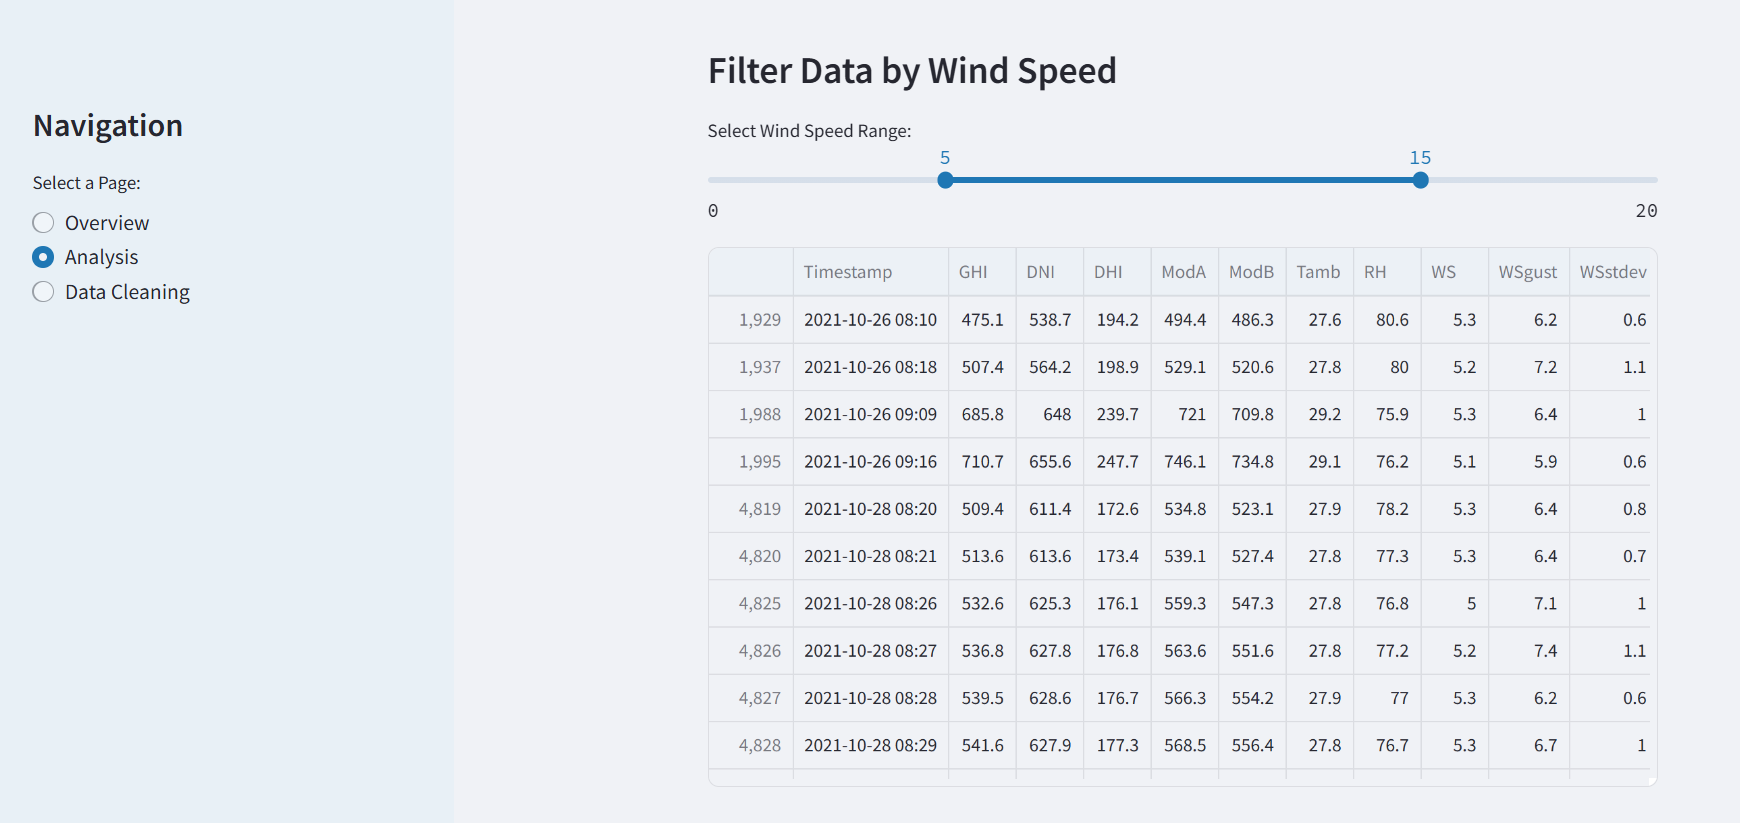 Navigation
Select a Page:
Overview
Analysis
Data Cleaning
Filter Data by Wind Speed
Select Wind Speed Range:
5 15
0 20
Timestamp GHI DNI DHI ModA ModB Tamb RH WS WSgust WSstdev
1,929 2021-10-26 08:10 475.1 538.7 194.2 494.4 486.3 27.6 80.6 5.3 6.2 0.6
1,937 2021-10-26 08:18 507.4 564.2 198.9 529.1 520.6 27.8 80 5.2 7.2 1.1
1,988 2021-10-26 09:09 685.8 648 239.7 721 709.8 29.2 75.9 5.3 6.4 1
1,995 2021-10-26 09:16 710.7 655.6 247.7 746.1 734.8 29.1 76.2 5.1 5.9 0.6
4,819 2021-10-28 08:20 509.4 611.4 172.6 534.8 523.1 27.9 78.2 5.3 6.4 0.8
4,820 2021-10-28 08:21 513.6 613.6 173.4 539.1 527.4 27.8 77.3 5.3 6.4 0.7
4,825 2021-10-28 08:26 532.6 625.3 176.1 559.3 547.3 27.8 76.8 5 7.1 1
4,826 2021-10-28 08:27 536.8 627.8 176.8 563.6 551.6 27.8 77.2 5.2 7.4 1.1
4,827 2021-10-28 08:28 539.5 628.6 176.7 566.3 554.2 27.9 77 5.3 6.2 0.6
4,828 2021-10-28 08:29 541.6 627.9 177.3 568.5 556.4 27.8 76.7 5.3 6.7 1